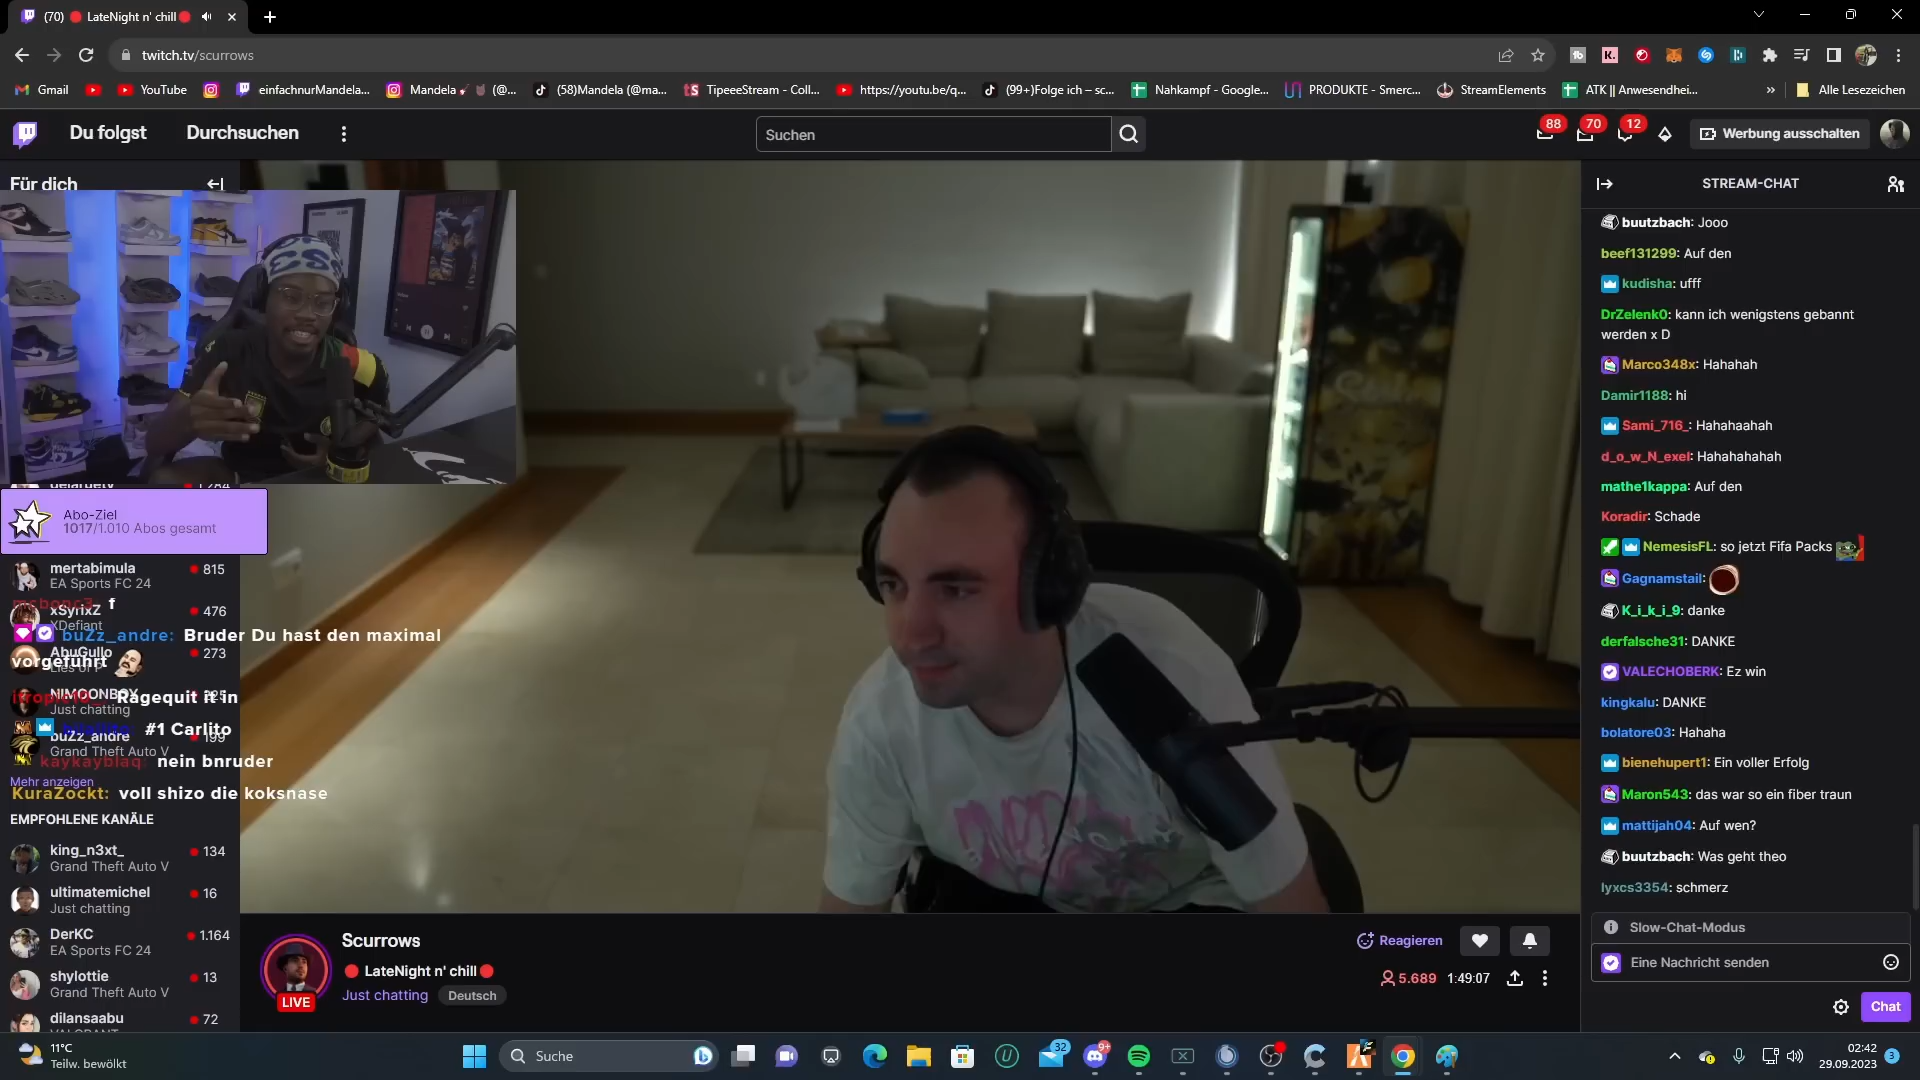 (70) 🔴 LateNight n' chill🔴
twitch.tv/scurrows
Gmail
YouTube
einfachnurMandela...
Mandela
(@...
(58)Mandela (@ma...
TipeeeStream - Coll...
https://youtu.be/q...
(99+)Folge ich – sc...
Nahkampf - Google...
PRODUKTE - Smerc...
StreamElements
ATK || Anwesendhei...
»
Alle Lesezeichen
Du folgst
Durchsuchen
Suchen
88
70
12
Werbung ausschalten
Für dich
STREAM-CHAT
buutzbach: Jooo
beef131299: Auf den
kudisha: ufff
DrZelenk0: kann ich wenigstens gebannt
werden x D
Marco348x: Hahahah
Damir1188: hi
Sami_716_: Hahahaahah
d_o_w_N_exel: Hahahahahah
mathe1kappa: Auf den
Koradir: Schade
NemesisFL: so jetzt Fifa Packs
Gagnamstail:
K_i_k_i_9: danke
derfalsche31: DANKE
VALECHOBERK: Ez win
kingkalu: DANKE
bolatore03: Hahaha
bienehupert1: Ein voller Erfolg
Maron543: das war so ein fiber traun
mattijah04: Auf wen?
buutzbach: Was geht theo
lyxcs3354: schmerz
Slow-Chat-Modus
Eine Nachricht senden
Chat
Abo-Ziel
1017/1.010 Abos gesamt
mertabimula
815
EA Sports FC 24
f
xSyrixZ
476
XDefiant
buZz_andre: Bruder Du hast den maximal
AbuGullo
273
Lies of P
vorgeführt
NIMOONBOY
Ragequit it in
Just chatting
#1 Carlito
buZz_andre
199
Grand Theft Auto V
kaykayblaq: nein bnruder
Mehr anzeigen
KuraZockt: voll shizo die koksnase
EMPFOHLENE KANÄLE
king_n3xt_
134
Grand Theft Auto V
ultimatemichel
16
Just chatting
DerKC
1.164
EA Sports FC 24
shylottie
13
Grand Theft Auto V
dilansaabu
72
LIVE
Scurrows
🔴 LateNight n' chill🔴
Just chatting
Deutsch
Reagieren
5.689
1:49:07
11°C
Teilw. bewölkt
Suche
32
9+
02:42
29.09.2023
3